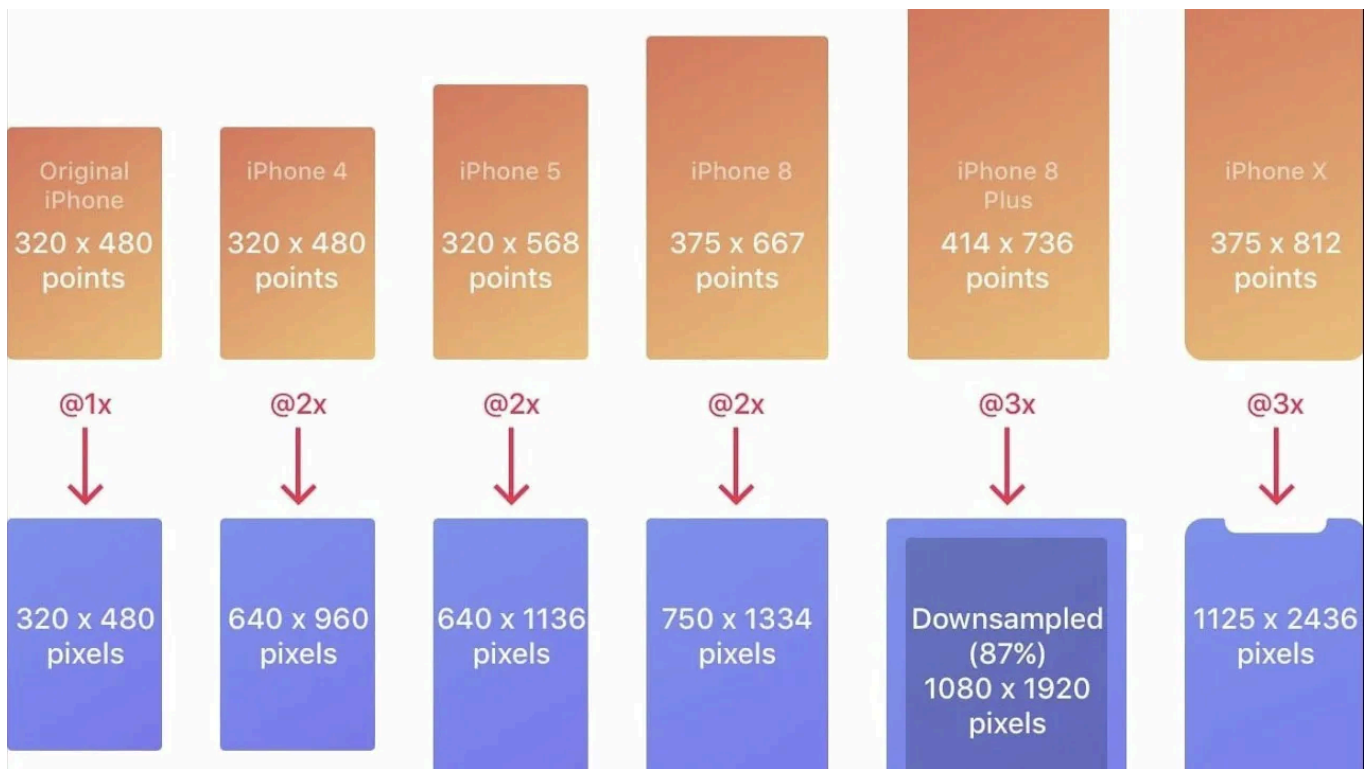 Original
iPhone
320 x 480
points
iPhone 4
320 x 480
points
iPhone 5
320 x 568
points
iPhone 8
375 x 667
points
iPhone 8
Plus
414 x 736
points
iPhone X
375 x 812
points
@1x
@2x
@2x
@2x
@3x
@3x
320 x 480
pixels
640 x 960
pixels
640 x 1136
pixels
750 x 1334
pixels
Downsampled
(87%)
1080 x 1920
pixels
1125 x 2436
pixels